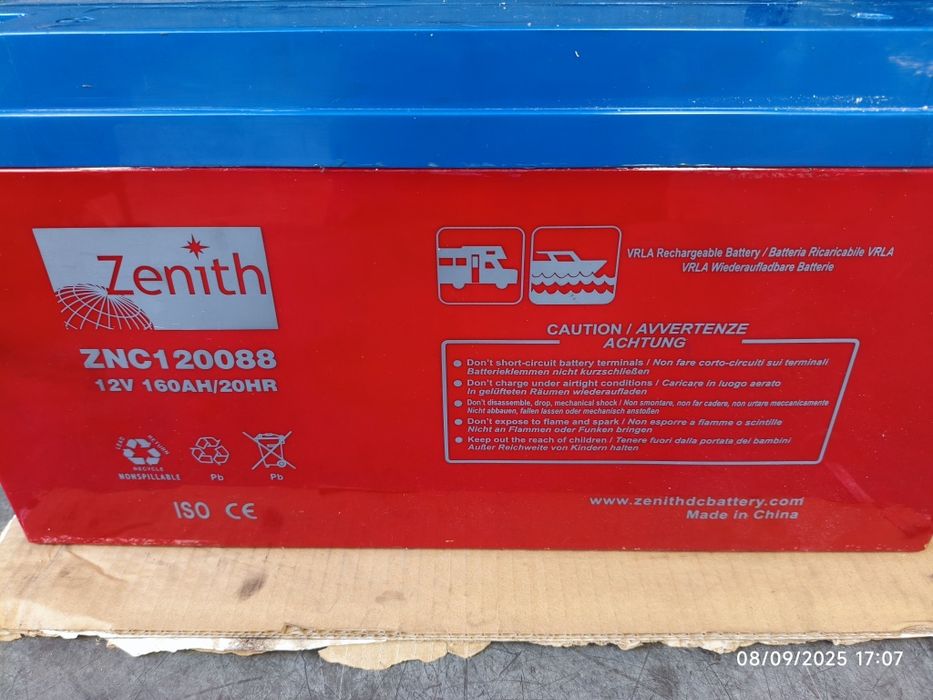 Zenith
ZNC120088
12V 160AH/20HR
LEAD RETURN
RECYCLE
NONSPILLABLE
Pb
Pb
ISO CE
VRLA Rechargeable Battery / Batteria Ricaricabile VRLA
VRLA Wiederaufladbare Batterie
CAUTION / AVVERTENZE
ACHTUNG
Don't short-circuit battery terminals / Non fare corto-circuiti sui terminali
Batterieklemmen nicht kurzschließen
Don't charge under airtight conditions / Caricare in luogo aerato
In gelüfteten Räumen wiederaufladen
Don't disassemble, drop, mechanical shock / Non smontare, non far cadere, non urtare meccanicamente
Nicht abbauen, fallen lassen oder mechanisch anstoßen
Don't expose to flame and spark / Non esporre a fiamme o scintille
Nicht an Flammen oder Funken bringen
Keep out the reach of children / Tenere fuori dalla portata dei bambini
Außer Reichweite von Kindern halten
www.zenithdcbattery.com
Made in China
08/09/2025 17:07